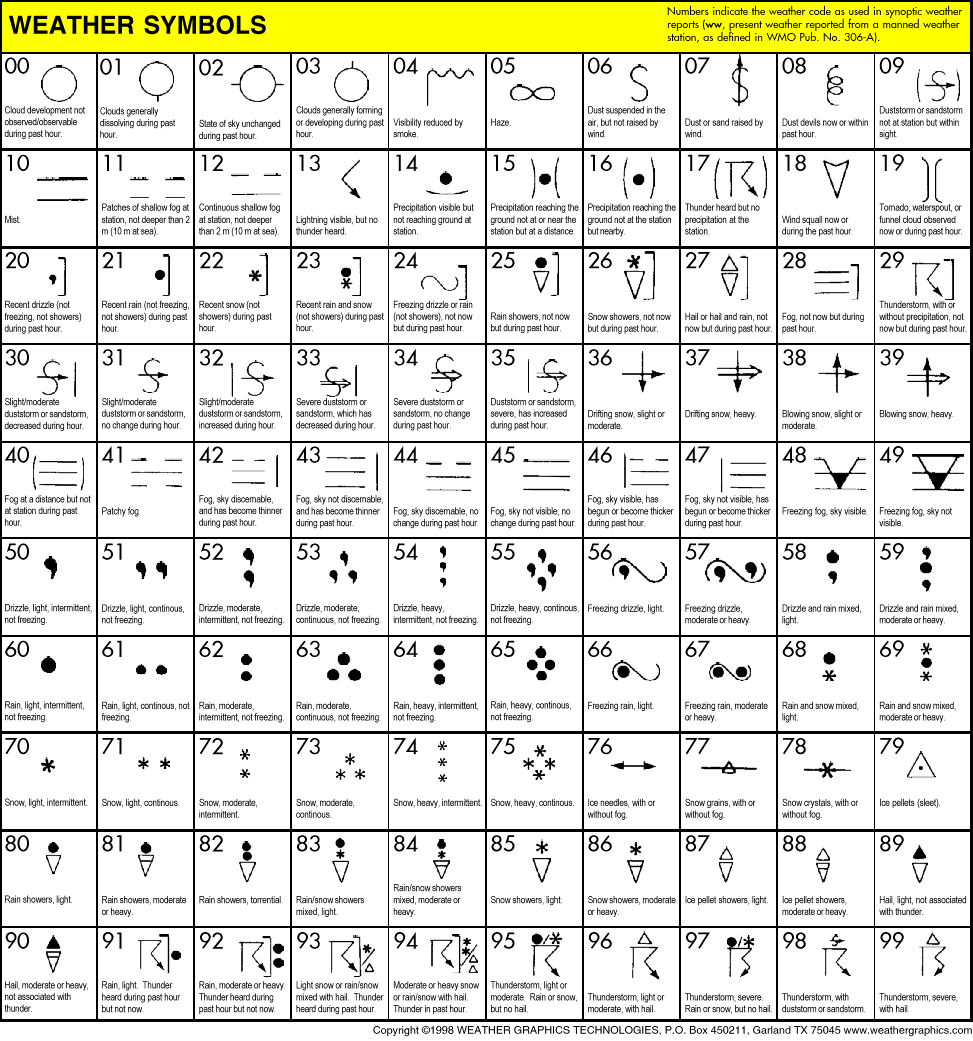 WEATHER SYMBOLS
Numbers indicate the weather code as used in synoptic weather
reports (ww, present weather reported from a manned weather
station, as defined in WMO Pub. No. 306-A).
00
Cloud development not
observed/observable
during past hour.
01
Clouds generally
dissolving during past
hour.
02
State of sky unchanged
during past hour.
03
Clouds generally forming
or developing during past
hour.
04
Visibility reduced by
smoke.
05
Haze.
06
Dust suspended in the
air, but not raised by
wind.
07
Dust or sand raised by
wind.
08
Dust devils now or within
past hour.
09
Duststorm or sandstorm
not at station but within
sight.
10
Mist.
11
Patches of shallow fog at
station, not deeper than 2
m (10 m at sea).
12
Continuous shallow fog
at station, not deeper
than 2 m (10 m at sea).
13
Lightning visible, but no
thunder heard.
14
Precipitation visible but
not reaching ground at
station.
15
Precipitation reaching the
ground not at or near the
station but at a distance.
16
Precipitation reaching the
ground not at the station
but nearby.
17
Thunder heard but no
precipitation at the
station.
18
Wind squall now or
during the past hour.
19
Tornado, waterspout, or
funnel cloud observed
now or during past hour.
20
Recent drizzle (not
freezing, not showers)
during past hour.
21
Recent rain (not freezing,
not showers) during past
hour.
22
Recent snow (not
showers) during past
hour.
23
Recent rain and snow
(not showers) during past
hour.
24
Freezing drizzle or rain
(not showers), not now
but during past hour.
25
Rain showers, not now
but during past hour.
26
Snow showers, not now
but during past hour.
27
Hail or hail and rain, not
now but during past hour.
28
Fog, not now but during
past hour.
29
Thunderstorm, with or
without precipitation, not
now but during past hour.
30
Slight/moderate
duststorm or sandstorm,
decreased during hour.
31
Slight/moderate
duststorm or sandstorm,
no change during hour.
32
Slight/moderate
duststorm or sandstorm,
increased during hour.
33
Severe duststorm or
sandstorm, which has
decreased during hour.
34
Severe duststorm or
sandstorm, no change
during past hour.
35
Duststorm or sandstorm,
severe, has increased
during past hour.
36
Drifting snow, slight or
moderate.
37
Drifting snow, heavy.
38
Blowing snow, slight or
moderate.
39
Blowing snow, heavy.
40
Fog at a distance but not
at station during past
hour.
41
Patchy fog.
42
Fog, sky discernable,
and has become thinner
during past hour.
43
Fog, sky not discernable,
and has become thinner
during past hour.
44
Fog, sky discernable, no
change during past hour.
45
Fog, sky not visible, no
change during past hour.
46
Fog, sky visible, has
begun or become thicker
during past hour.
47
Fog, sky not visible, has
begun or become thicker
during past hour.
48
Freezing fog, sky visible.
49
Freezing fog, sky not
visible.
50
Drizzle, light, intermittent,
not freezing.
51
Drizzle, light, continous,
not freezing.
52
Drizzle, moderate,
intermittent, not freezing.
53
Drizzle, moderate,
continuous, not freezing.
54
Drizzle, heavy,
intermittent, not freezing.
55
Drizzle, heavy, continous,
not freezing.
56
Freezing drizzle, light.
57
Freezing drizzle,
moderate or heavy.
58
Drizzle and rain mixed,
light.
59
Drizzle and rain mixed,
moderate or heavy.
60
Rain, light, intermittent,
not freezing.
61
Rain, light, continous, not
freezing.
62
Rain, moderate,
intermittent, not freezing.
63
Rain, moderate,
continuous, not freezing.
64
Rain, heavy, intermittent,
not freezing.
65
Rain, heavy, continous,
not freezing.
66
Freezing rain, light.
67
Freezing rain, moderate
or heavy.
68
Rain and snow mixed,
light.
69
Rain and snow mixed,
moderate or heavy.
70
Snow, light, intermittent.
71
Snow, light, continous.
72
Snow, moderate,
intermittent.
73
Snow, moderate,
continous.
74
Snow, heavy, intermittent.
75
Snow, heavy, continous.
76
Ice needles, with or
without fog.
77
Snow grains, with or
without fog.
78
Snow crystals, with or
without fog.
79
Ice pellets (sleet).
80
Rain showers, light.
81
Rain showers, moderate
or heavy.
82
Rain showers, torrential.
83
Rain/snow showers
mixed, light.
84
Rain/snow showers
mixed, moderate or
heavy.
85
Snow showers, light.
86
Snow showers, moderate
or heavy.
87
Ice pellet showers, light.
88
Ice pellet showers,
moderate or heavy.
89
Hail, light, not associated
with thunder.
90
Hail, moderate or heavy,
not associated with
thunder.
91
Rain, light. Thunder
heard during past hour
but not now.
92
Rain, moderate or heavy.
Thunder heard during
past hour but not now.
93
Light snow or rain/snow
mixed with hail. Thunder
heard during past hour.
94
Moderate or heavy snow
or rain/snow with hail.
Thunder in past hour.
95
Thunderstorm, light or
moderate. Rain or snow,
but no hail.
96
Thunderstorm, light or
moderate, with hail.
97
Thunderstorm, severe.
Rain or snow, but no hail.
98
Thunderstorm, with
duststorm or sandstorm.
99
Thunderstorm, severe,
with hail.
Copyright ©1998 WEATHER GRAPHICS TECHNOLOGIES, P.O. Box 450211, Garland TX 75045 www.weathergraphics.com